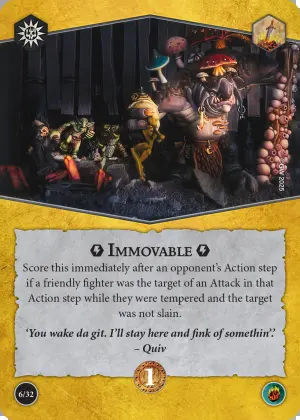 © GW 2025
IMMOVABLE
Score this immediately after an opponent's Action step
if a friendly fighter was the target of an Attack in that
Action step while they were tempered and the target
was not slain.
'You wake da git. I'll stay here and fink of somethin'.'
– Quiv
1
6/32